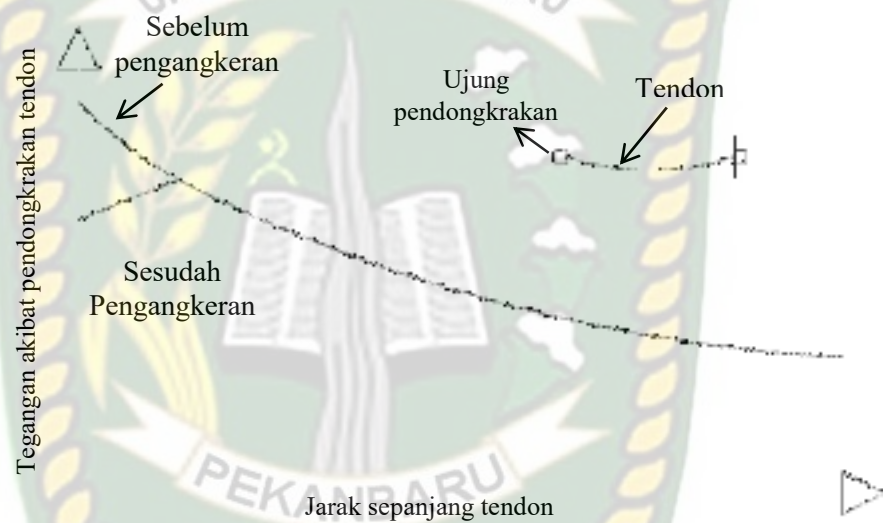 Sebelum
pengangkeran
Ujung
pendongkrakan
Tendon
Tegangan akibat pendongkrakan tendon
Sesudah
Pengangkeran
PEKANBARU
Jarak sepanjang tendon